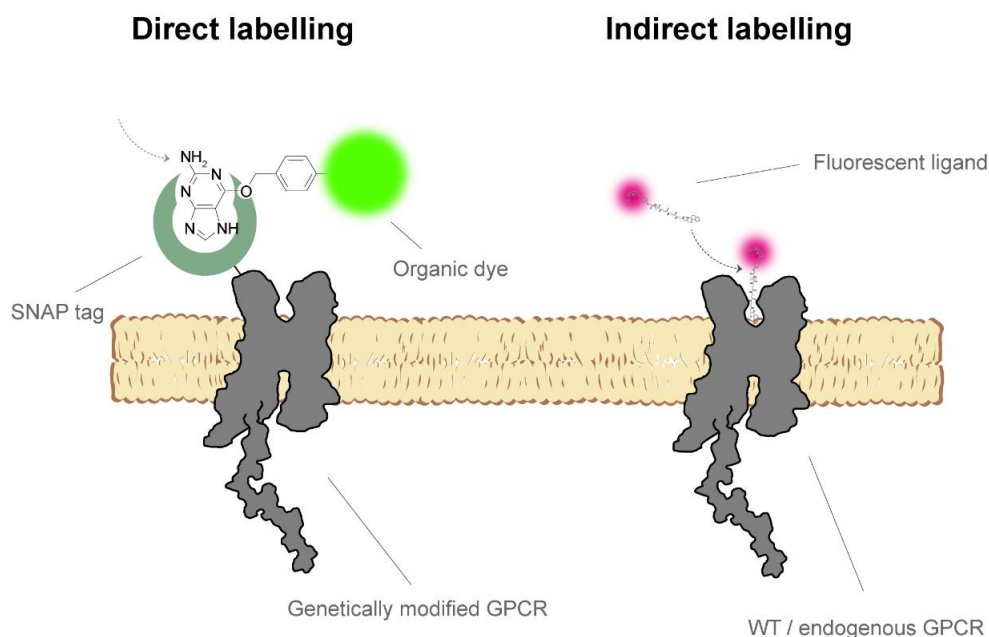 Direct labelling
Indirect labelling
Fluorescent ligand
NH₂
N
N
O
N
NH
Organic dye
SNAP tag
Genetically modified GPCR
WT / endogenous GPCR